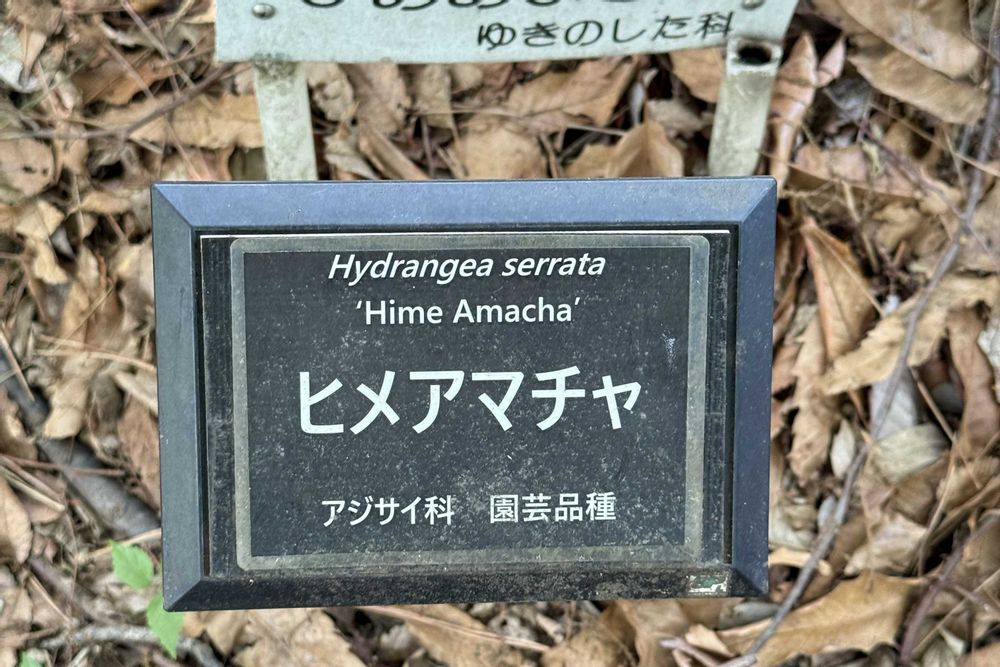 ゆきのした科
Hydrangea serrata
‘Hime Amacha’
ヒメアマチャ
アジサイ科　園芸品種